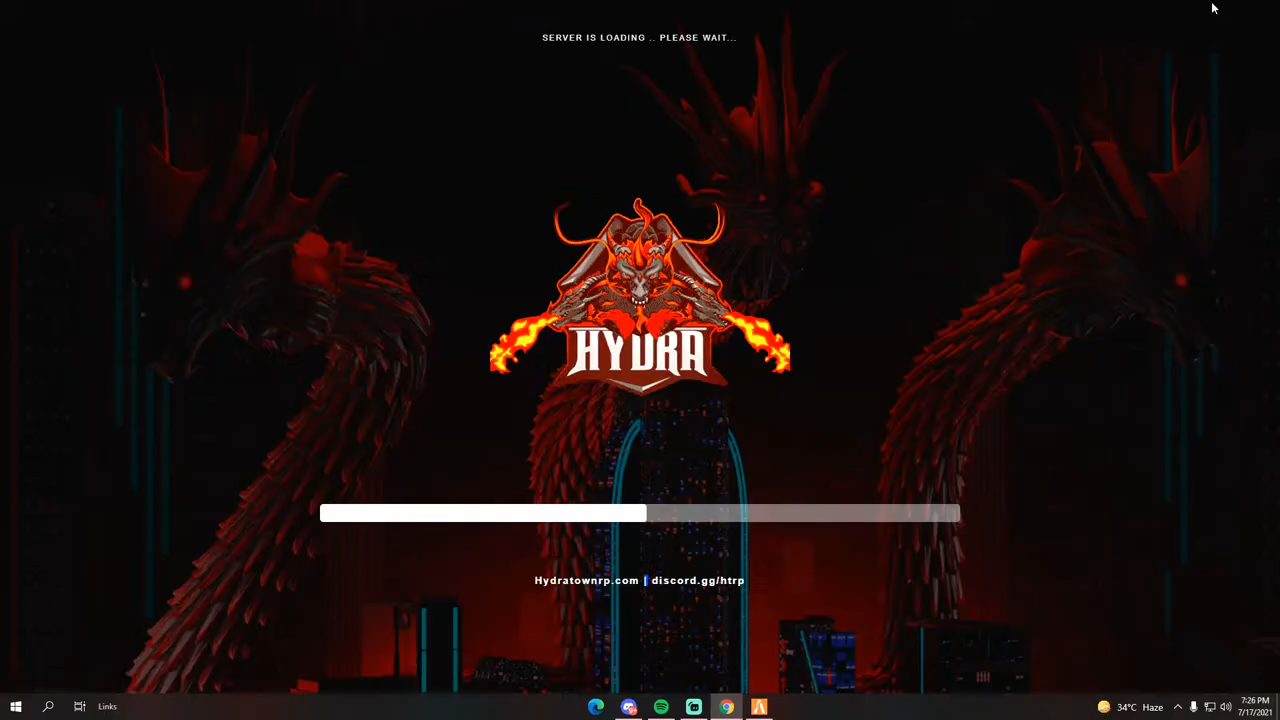 SERVER IS LOADING .. PLEASE WAIT...
HYDRA
Hydratownrp.com | discord.gg/htrp
Links
34°C Haze
7:26 PM
7/17/2021